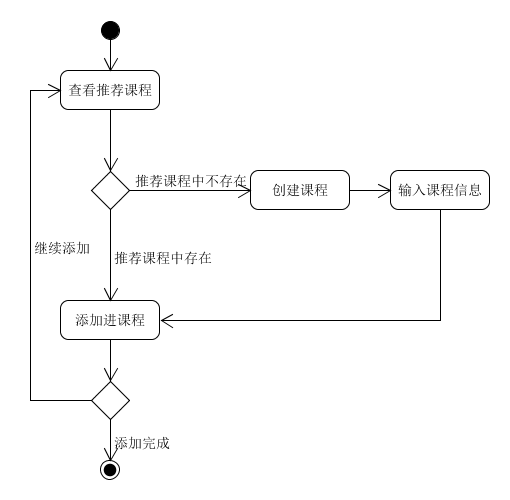 查看推荐课程
推荐课程中不存在
创建课程
输入课程信息
继续添加
推荐课程中存在
添加进课程
添加完成